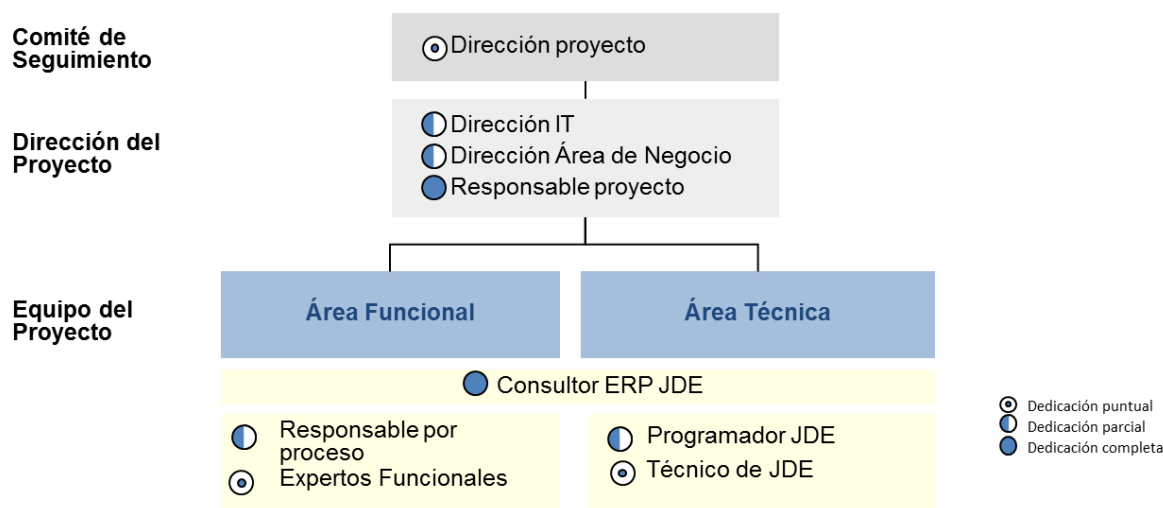 Comité de
Seguimiento
Dirección proyecto
Dirección del
Proyecto
Dirección IT
Dirección Área de Negocio
Responsable proyecto
Equipo del
Proyecto
Área Funcional
Área Técnica
Consultor ERP JDE
Responsable por
proceso
Expertos Funcionales
Programador JDE
Técnico de JDE
Dedicación puntual
Dedicación parcial
Dedicación completa